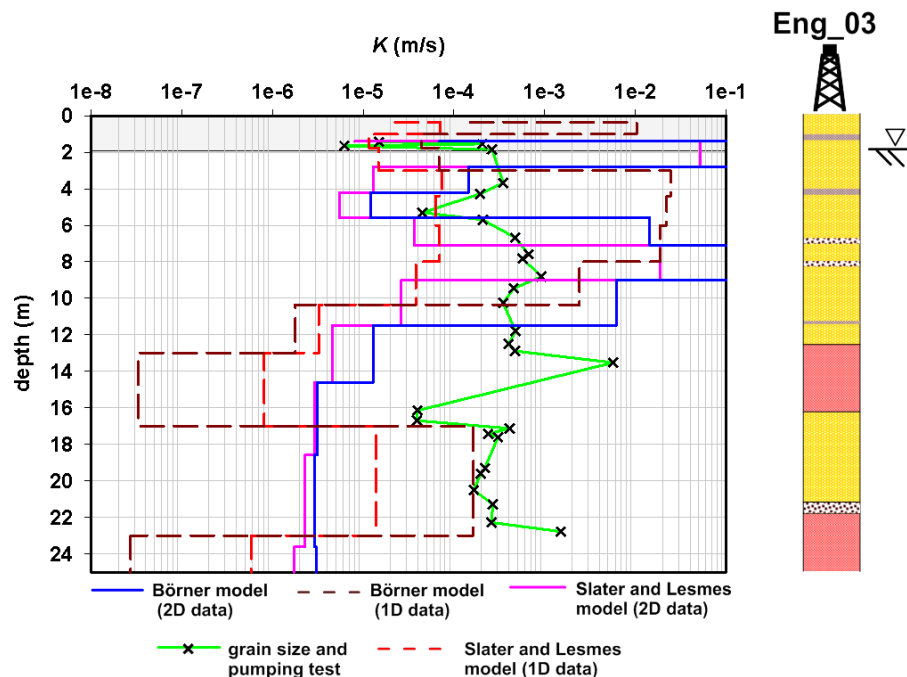 Eng_03
K (m/s)
1e-8 1e-7 1e-6 1e-5 1e-4 1e-3 1e-2 1e-1
depth (m)
0
2
4
6
8
10
12
14
16
18
20
22
24
Börner model
(2D data)
Börner model
(1D data)
Slater and Lesmes
model (2D data)
grain size and
pumping test
Slater and Lesmes
model (1D data)